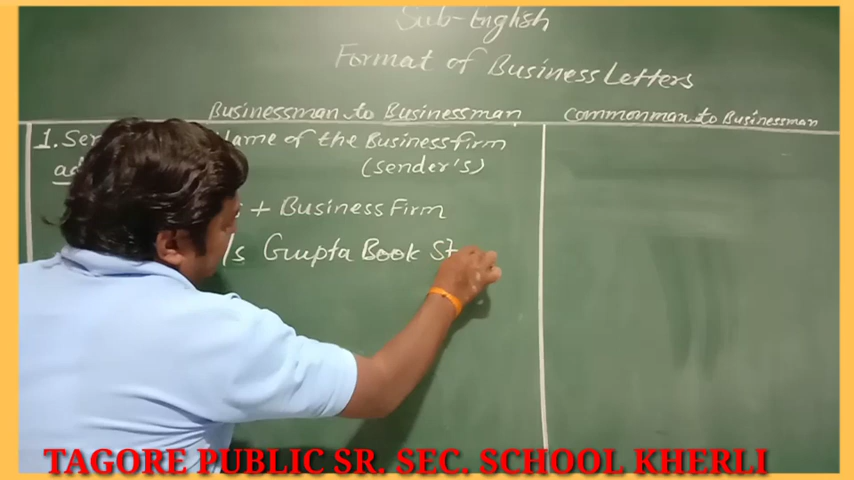 Sub-English
Format of Business Letters
Businessman to Businessman
Commonman to Businessman
1. Name of the Business firm
(sender's)
+ Business Firm
Gupta Book
TAGORE PUBLIC SR. SEC. SCHOOL KHERLI